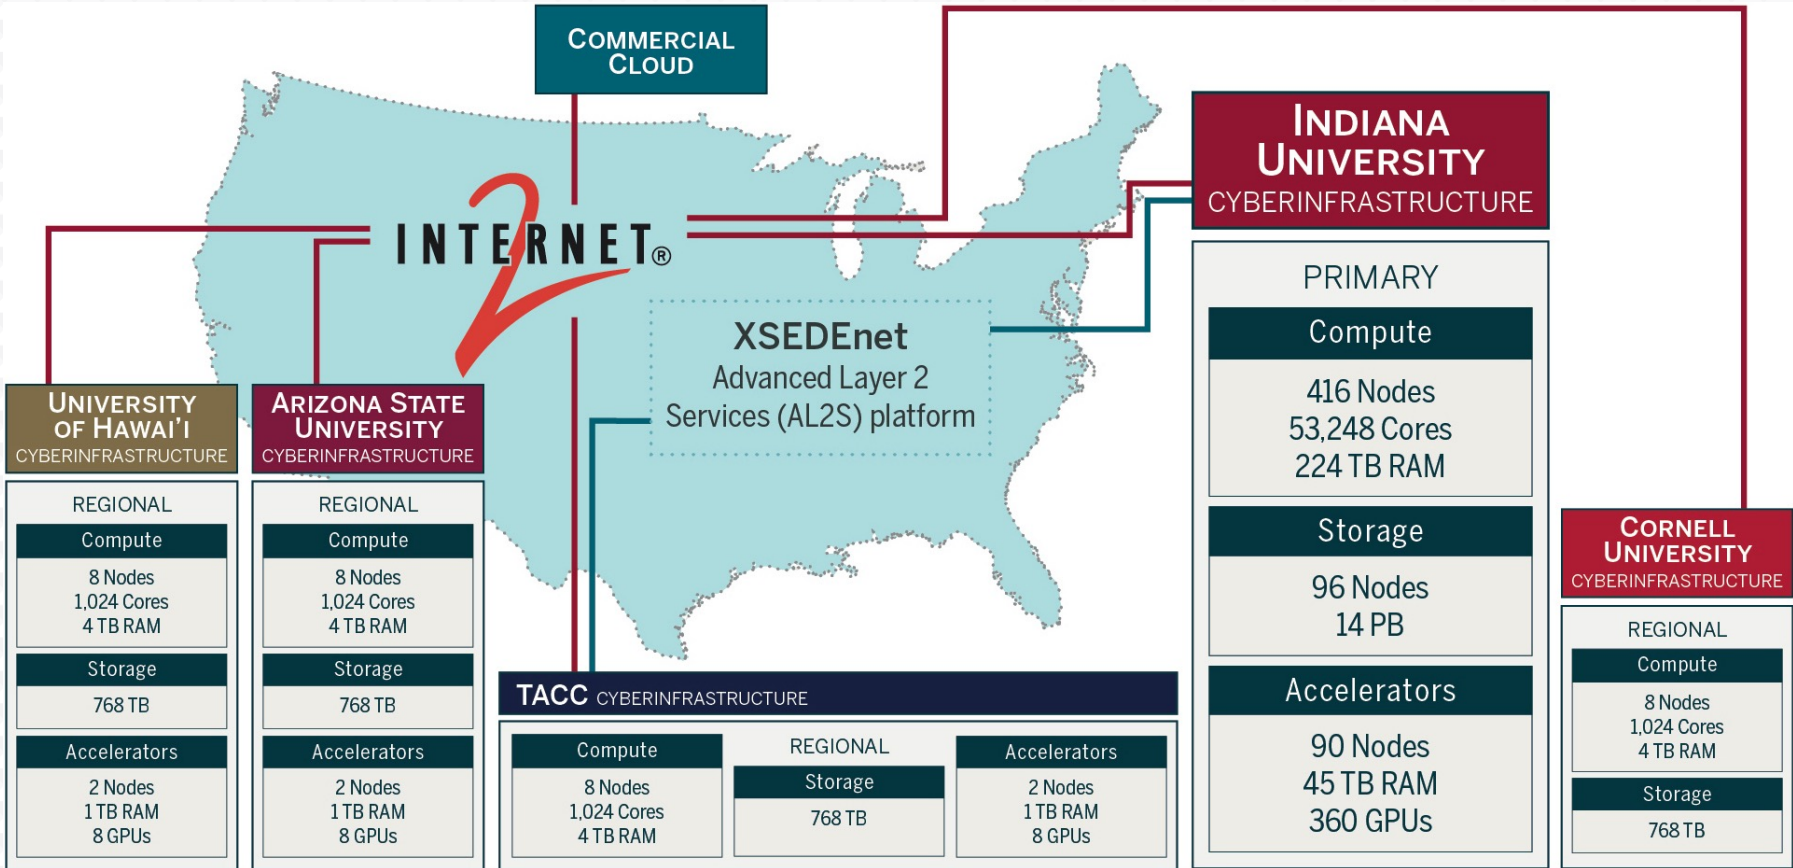 COMMERCIAL
CLOUD
INTERNET®
2
XSEDEnet
Advanced Layer 2
Services (AL2S) platform
UNIVERSITY
OF HAWAI'I
CYBERINFRASTRUCTURE
REGIONAL
Compute
8 Nodes
1,024 Cores
4 TB RAM
Storage
768 TB
Accelerators
2 Nodes
1 TB RAM
8 GPUs
ARIZONA STATE
UNIVERSITY
CYBERINFRASTRUCTURE
REGIONAL
Compute
8 Nodes
1,024 Cores
4 TB RAM
Storage
768 TB
Accelerators
2 Nodes
1 TB RAM
8 GPUs
TACC CYBERINFRASTRUCTURE
REGIONAL
Compute
8 Nodes
1,024 Cores
4 TB RAM
Storage
768 TB
Accelerators
2 Nodes
1 TB RAM
8 GPUs
INDIANA
UNIVERSITY
CYBERINFRASTRUCTURE
PRIMARY
Compute
416 Nodes
53,248 Cores
224 TB RAM
Storage
96 Nodes
14 PB
Accelerators
90 Nodes
45 TB RAM
360 GPUs
CORNELL
UNIVERSITY
CYBERINFRASTRUCTURE
REGIONAL
Compute
8 Nodes
1,024 Cores
4 TB RAM
Storage
768 TB